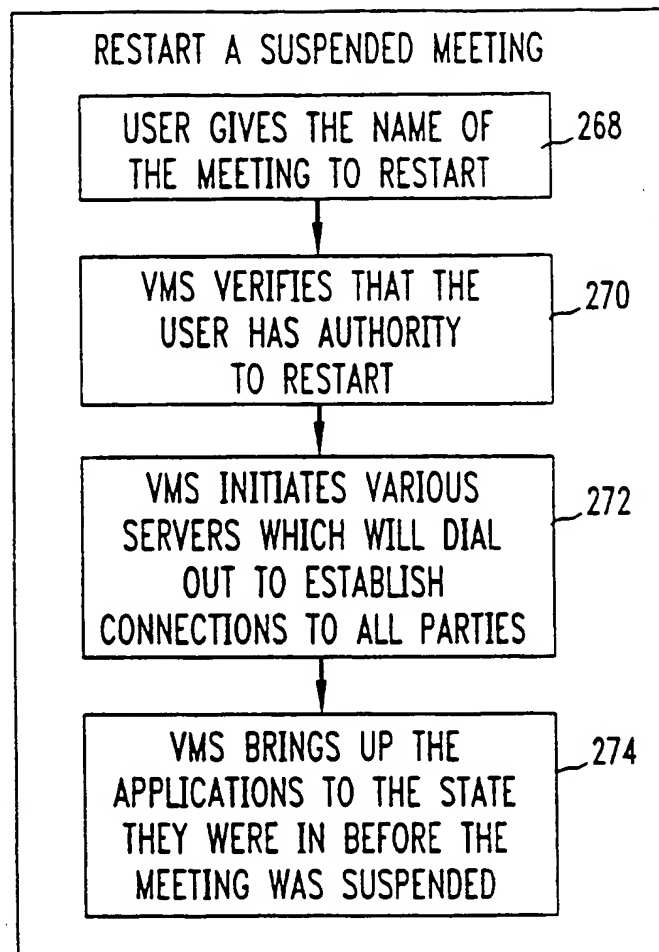 RESTART A SUSPENDED MEETING
USER GIVES THE NAME OF
THE MEETING TO RESTART
268
VMS VERIFIES THAT THE
USER HAS AUTHORITY
TO RESTART
270
VMS INITIATES VARIOUS
SERVERS WHICH WILL DIAL
OUT TO ESTABLISH
CONNECTIONS TO ALL PARTIES
272
VMS BRINGS UP THE
APPLICATIONS TO THE STATE
THEY WERE IN BEFORE THE
MEETING WAS SUSPENDED
274